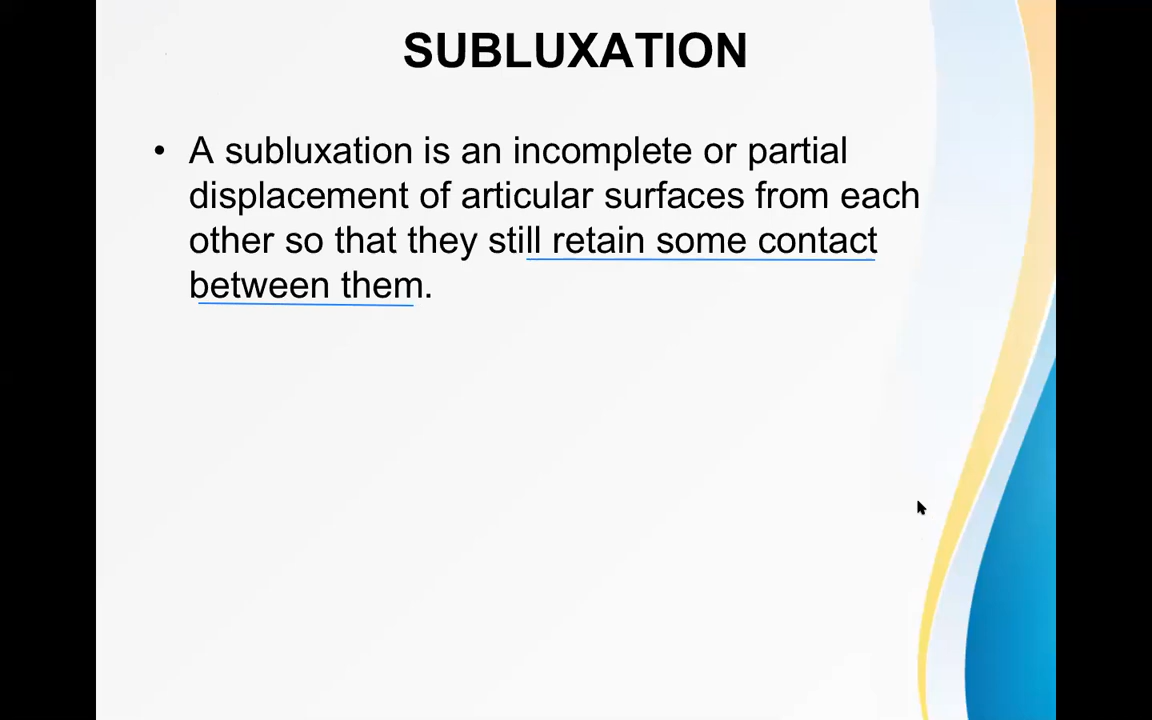 SUBLUXATION
• A subluxation is an incomplete or partial
displacement of articular surfaces from each
other so that they still retain some contact
between them.